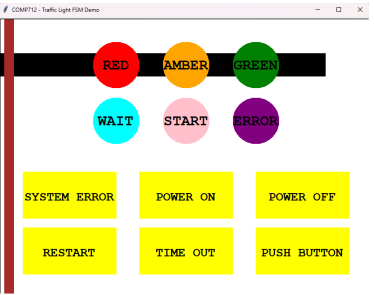 COMP712 - Traffic Light FSM Demo
RED AMBER GREEN
WAIT START ERROR
SYSTEM ERROR POWER ON POWER OFF
RESTART TIME OUT PUSH BUTTON